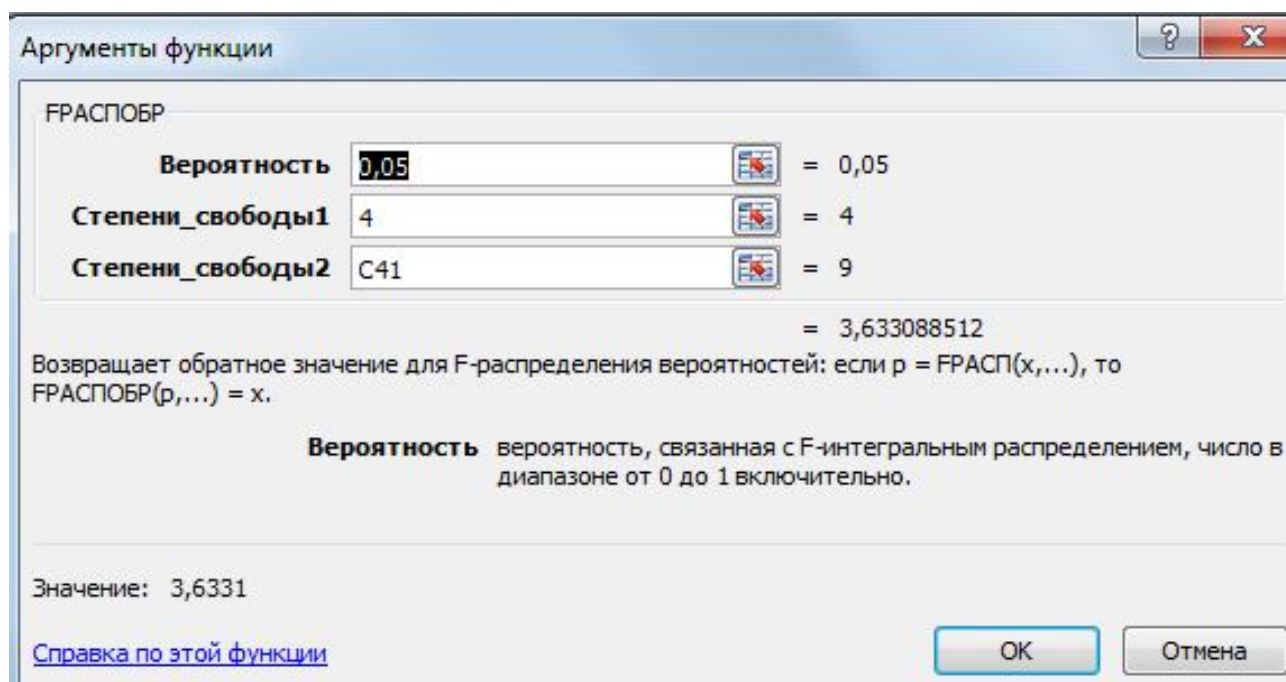 Аргументы функции
FРАСПОБР
Вероятность 0,05 = 0,05
Степени_свободы1 4 = 4
Степени_свободы2 C41 = 9
= 3,633088512
Возвращает обратное значение для F-распределения вероятностей: если p = FРАСП(x,...), то
FРАСПОБР(p,...) = x.
Вероятность вероятность, связанная с F-интегральным распределением, число в
диапазоне от 0 до 1 включительно.
Значение: 3,6331
Справка по этой функции
ОК Отмена